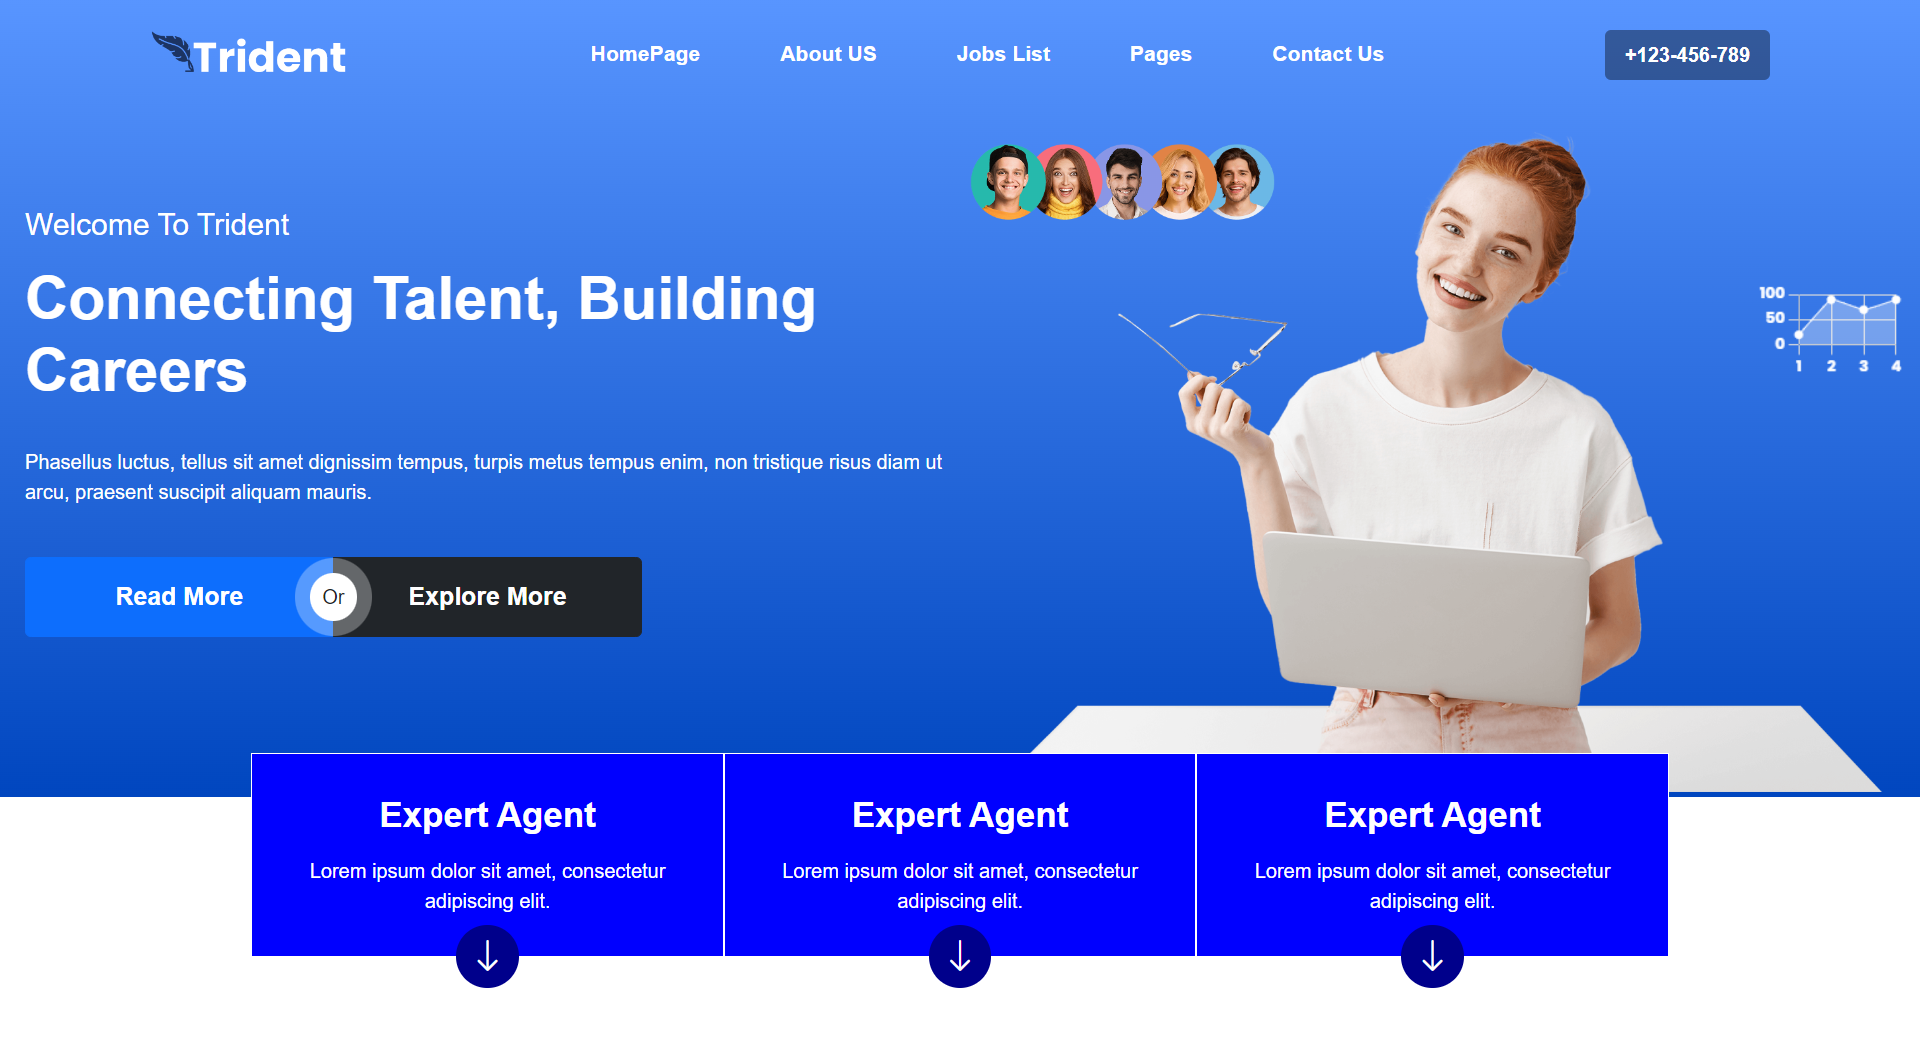 Trident
HomePage
About US
Jobs List
Pages
Contact Us
+123-456-789
Welcome To Trident
Connecting Talent, Building
Careers
Phasellus luctus, tellus sit amet dignissim tempus, turpis metus tempus enim, non tristique risus diam ut
arcu, praesent suscipit aliquam mauris.
Read More
Or
Explore More
100
50
0
1 2 3 4
Expert Agent
Lorem ipsum dolor sit amet, consectetur
adipiscing elit.
Expert Agent
Lorem ipsum dolor sit amet, consectetur
adipiscing elit.
Expert Agent
Lorem ipsum dolor sit amet, consectetur
adipiscing elit.